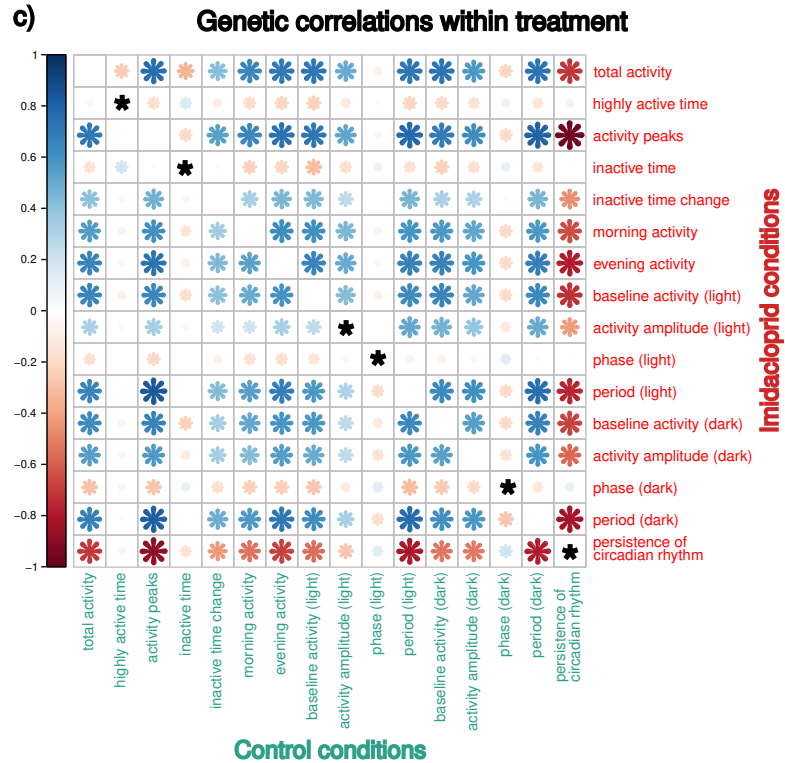 c)
Genetic correlations within treatment
1
0.8
0.6
0.4
0.2
0
−0.2
−0.4
−0.6
−0.8
−1
total activity
highly active time
activity peaks
inactive time
inactive time change
morning activity
evening activity
baseline activity (light)
activity amplitude (light)
phase (light)
period (light)
baseline activity (dark)
activity amplitude (dark)
phase (dark)
period (dark)
persistence of
circadian rhythm
Imidacloprid conditions
total activity
highly active time
activity peaks
inactive time
inactive time change
morning activity
evening activity
baseline activity (light)
activity amplitude (light)
phase (light)
period (light)
baseline activity (dark)
activity amplitude (dark)
phase (dark)
period (dark)
persistence of
circadian rhythm
Control conditions